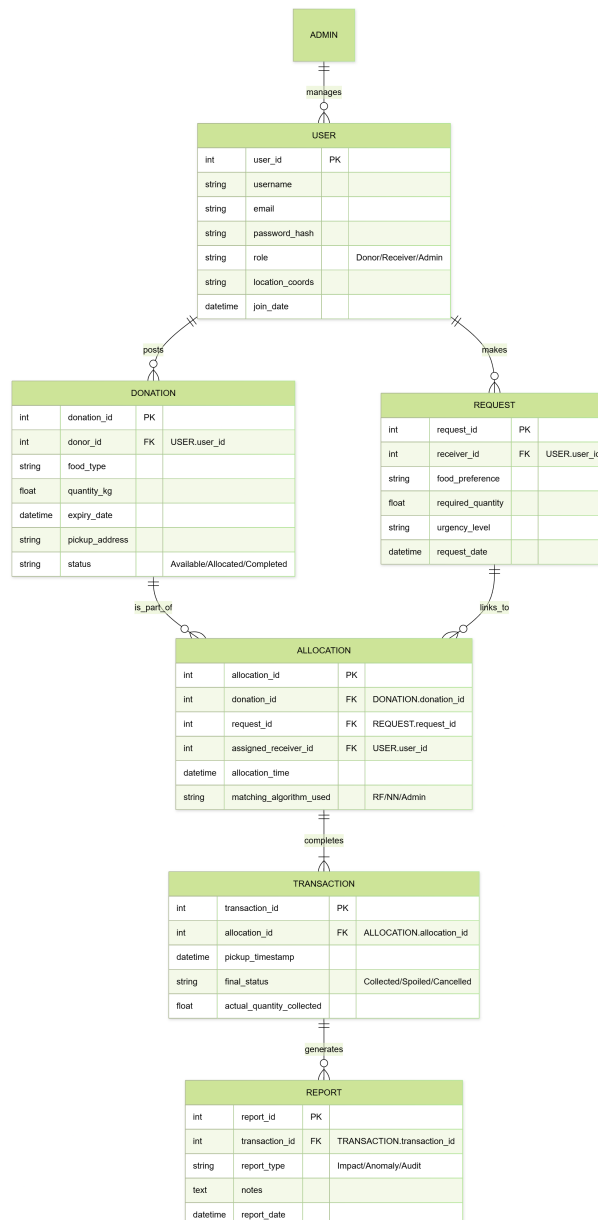 ADMIN
manages
USER
int user_id PK
string username
string email
string password_hash
string role Donor/Receiver/Admin
string location_coords
datetime join_date
posts
makes
DONATION
int donation_id PK
int donor_id FK USER.user_id
string food_type
float quantity_kg
datetime expiry_date
string pickup_address
string status Available/Allocated/Completed
REQUEST
int request_id PK
int receiver_id FK USER.user_id
string food_preference
float required_quantity
string urgency_level
datetime request_date
is_part_of
links_to
ALLOCATION
int allocation_id PK
int donation_id FK DONATION.donation_id
int request_id FK REQUEST.request_id
int assigned_receiver_id FK USER.user_id
datetime allocation_time
string matching_algorithm_used RF/NN/Admin
completes
TRANSACTION
int transaction_id PK
int allocation_id FK ALLOCATION.allocation_id
datetime pickup_timestamp
string final_status Collected/Spoiled/Cancelled
float actual_quantity_collected
generates
REPORT
int report_id PK
int transaction_id FK TRANSACTION.transaction_id
string report_type Impact/Anomaly/Audit
text notes
datetime report_date